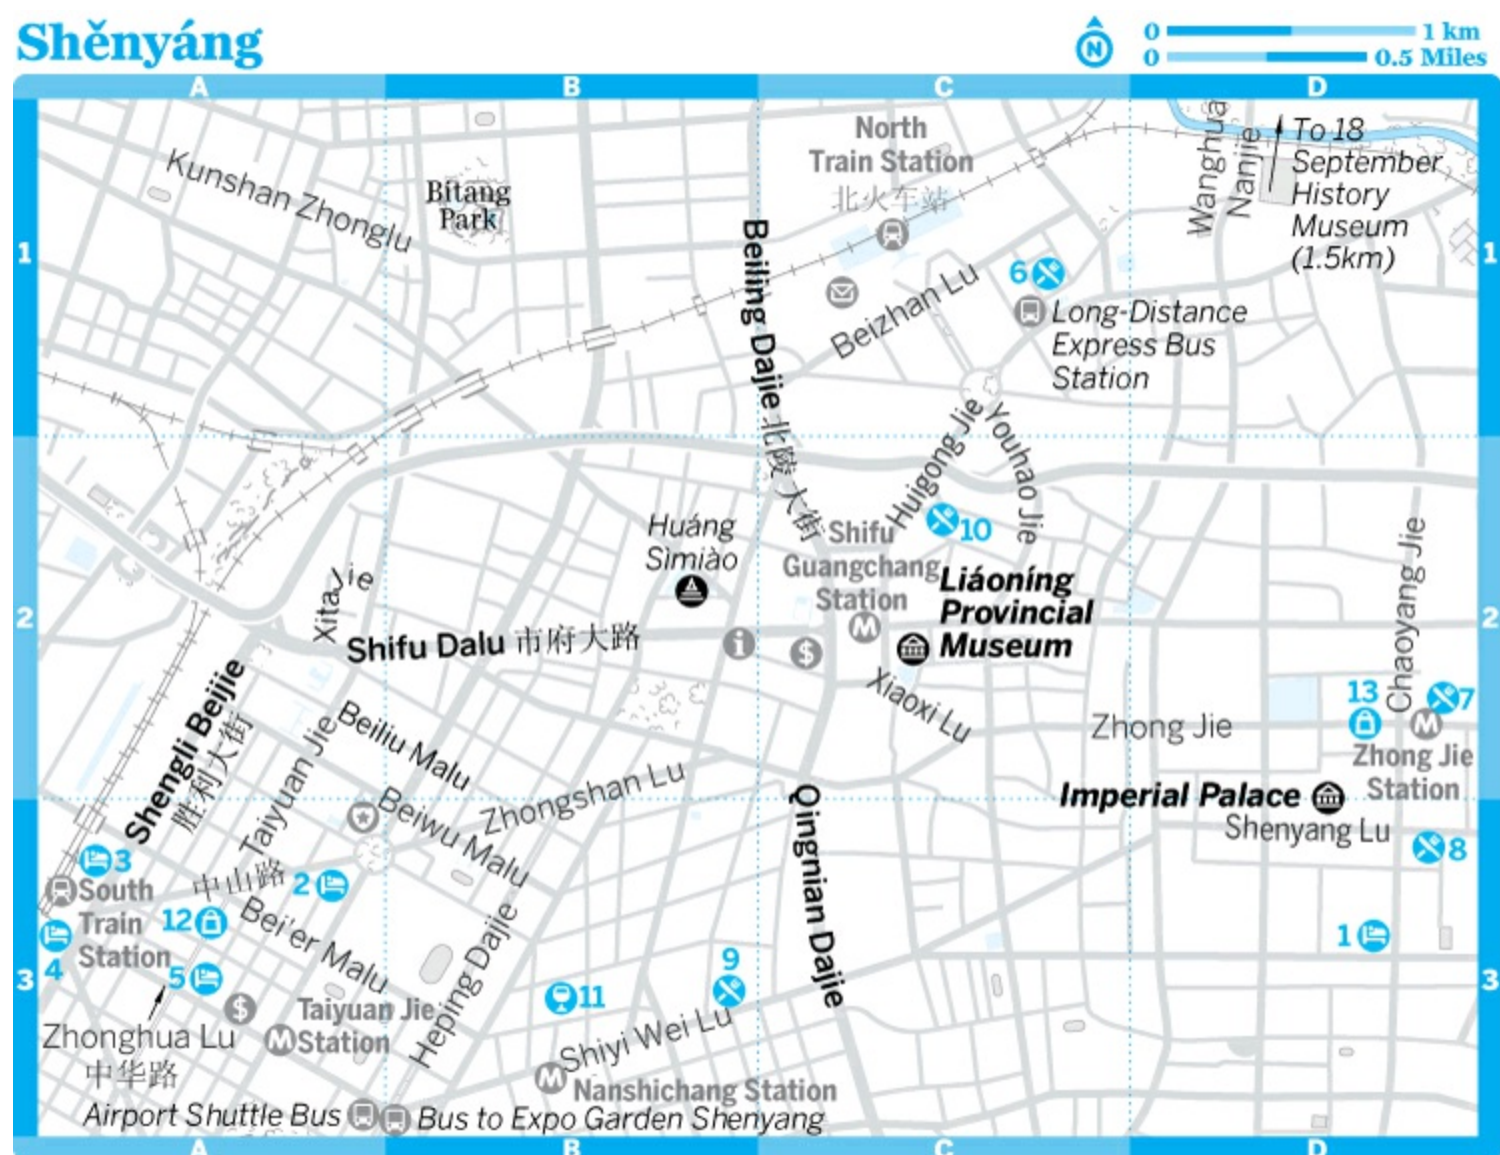 Shěnyáng
N
0 1 km
0 0.5 Miles
A B C D
1
1
2
2
3
3
A B C D
Kunshan Zhonglu
Bìtang
Park
North
Train Station
北火车站
Beiling Dajie 北陵大街
Beizhan Lu
6
Long-Distance
Express Bus
Station
Wanghua
Nanjie
To 18
September
History
Museum
(1.5km)
Huigong Jie
Youhao Jie
10
Huáng
Sìmiào
Shifu
Guangchang
Station
M
Liáoníng
Provincial
Museum
Xita Jie
Shifu Dalu 市府大路
i
$
Xiaoxi Lu
Chaoyang Jie
13
7
M
Zhong Jie
Zhong Jie
Station
Imperial Palace
Shenyang Lu
8
1
Shengli Beijie
胜利大街
Taiyuan Jie
Beiliu Malu
Beiwu Malu
Zhongshan Lu
中山路
Qingnian Dajie
3
South
Train
Station
4
2
12
Bei'er Malu
5
$
Zhonghua Lu
中华路
Taiyuan Jie
M Station
Heping Dajie
11
9
Shiyi Wei Lu
M
Nanshichang Station
Airport Shuttle Bus
Bus to Expo Garden Shenyang